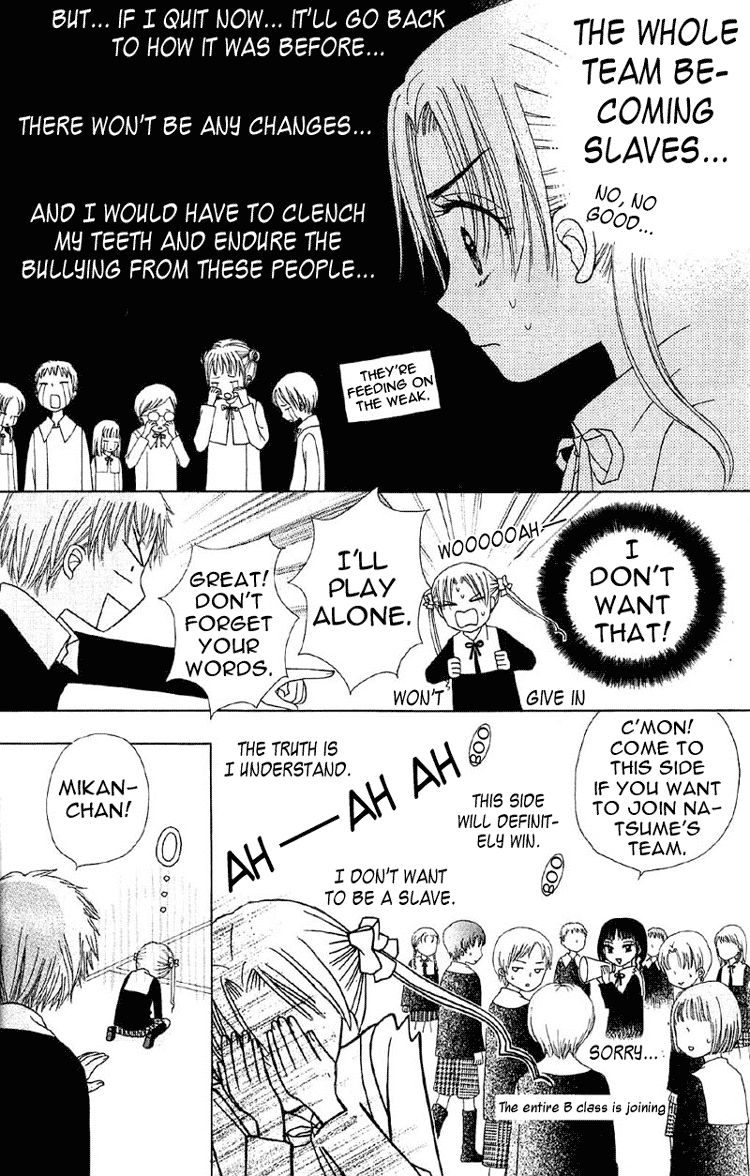 BUT... IF I QUIT NOW... IT'LL GO BACK
TO HOW IT WAS BEFORE...
THERE WON'T BE ANY CHANGES...
AND I WOULD HAVE TO CLENCH
MY TEETH AND ENDURE THE
BULLYING FROM THESE PEOPLE...
THE WHOLE
TEAM BE-
COMING
SLAVES...
NO, NO
GOOD...
THEY'RE
FEEDING ON
THE WEAK.
I
DON'T
WANT
THAT!
WOOOOOAH
WON'T GIVE IN
I'LL
PLAY
ALONE.
GREAT!
DON'T
FORGET
YOUR
WORDS.
C'MON!
COME TO
THIS SIDE
IF YOU WANT
TO JOIN NA-
TSUME'S
TEAM.
BOO
THIS SIDE
WILL DEFINIT-
ELY WIN.
BOO
SORRY...
The entire B class is joining
THE TRUTH IS
I UNDERSTAND.
AH — AH AH
I DON'T WANT
TO BE A SLAVE.
MIKAN-
CHAN!